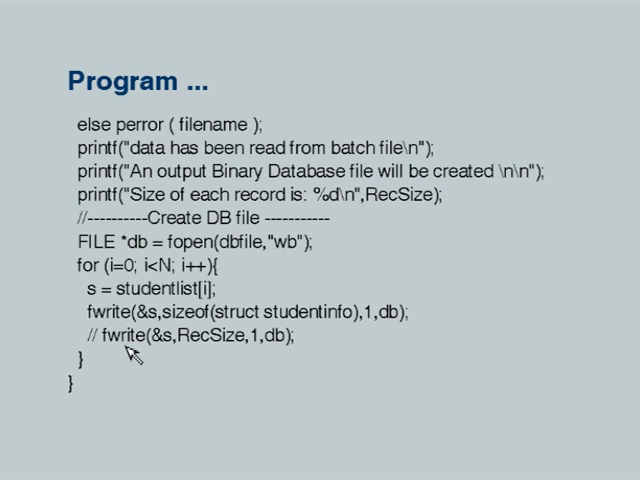 Program ...
else perror ( filename );
printf("data has been read from batch file\n");
printf("An output Binary Database file will be created \n\n");
printf("Size of each record is: %d\n",RecSize);
//----------Create DB file -----------
FILE *db = fopen(dbfile,"wb");
for (i=0; i<N; i++){
s = studentlist[i];
fwrite(&s,sizeof(struct studentinfo),1,db);
// fwrite(&s,RecSize,1,db);
}
}